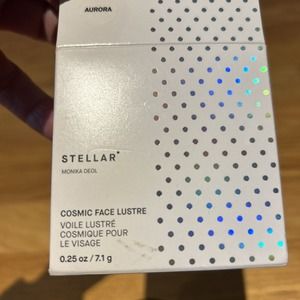 AURORA
STELLAR*
MONIKA DEOL
COSMIC FACE LUSTRE
VOILE LUSTRÉ
COSMIQUE POUR
LE VISAGE
0.25 oz / 7.1 g